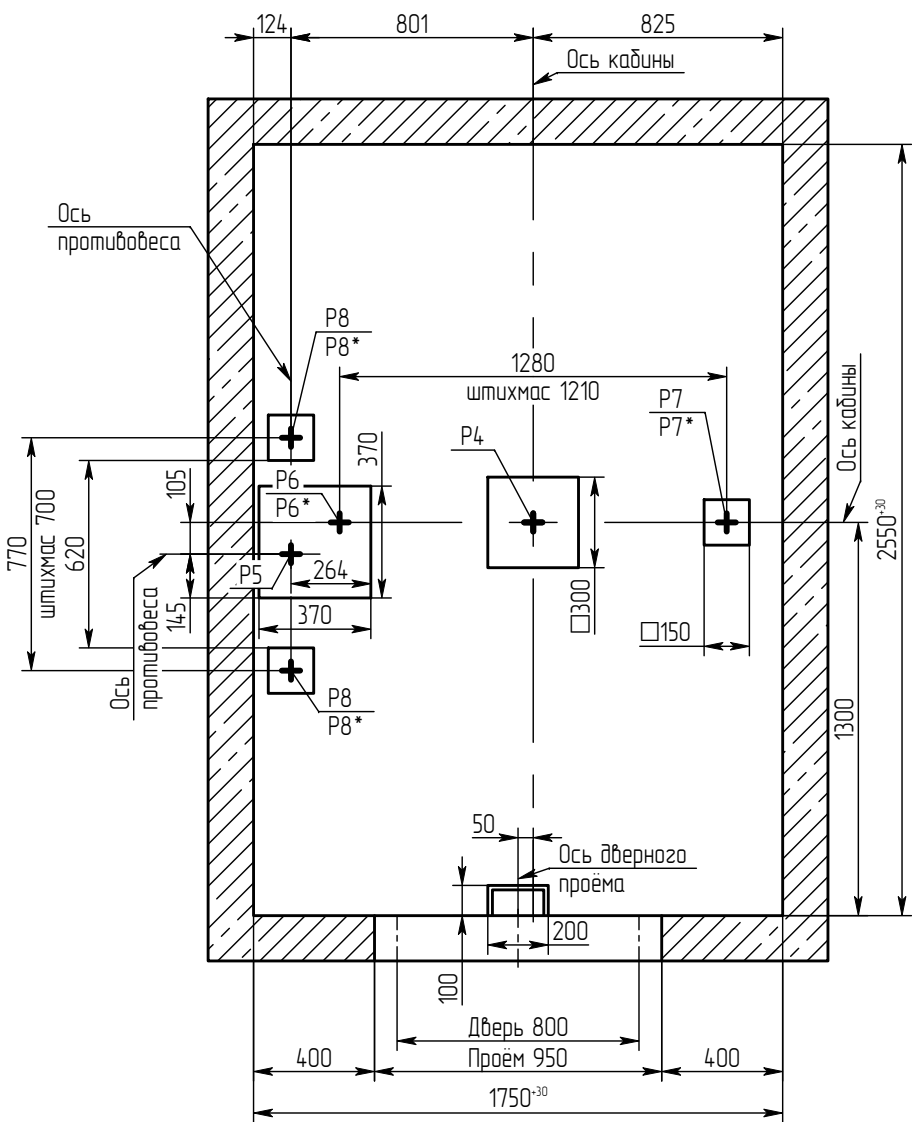 124
801
825
Ось кабины
Ось
противовеса
P8
P8*
1280
штихмас 1210
P7
P7*
Ось кабины
P4
370
P6
P6*
105
770
штихмас 700
620
2550⁺³⁰
P5
264
145
370
□300
□150
Ось
противовеса
P8
P8*
1300
50
Ось дверного
проёма
200
100
Дверь 800
400
Проём 950
400
1750⁺³⁰